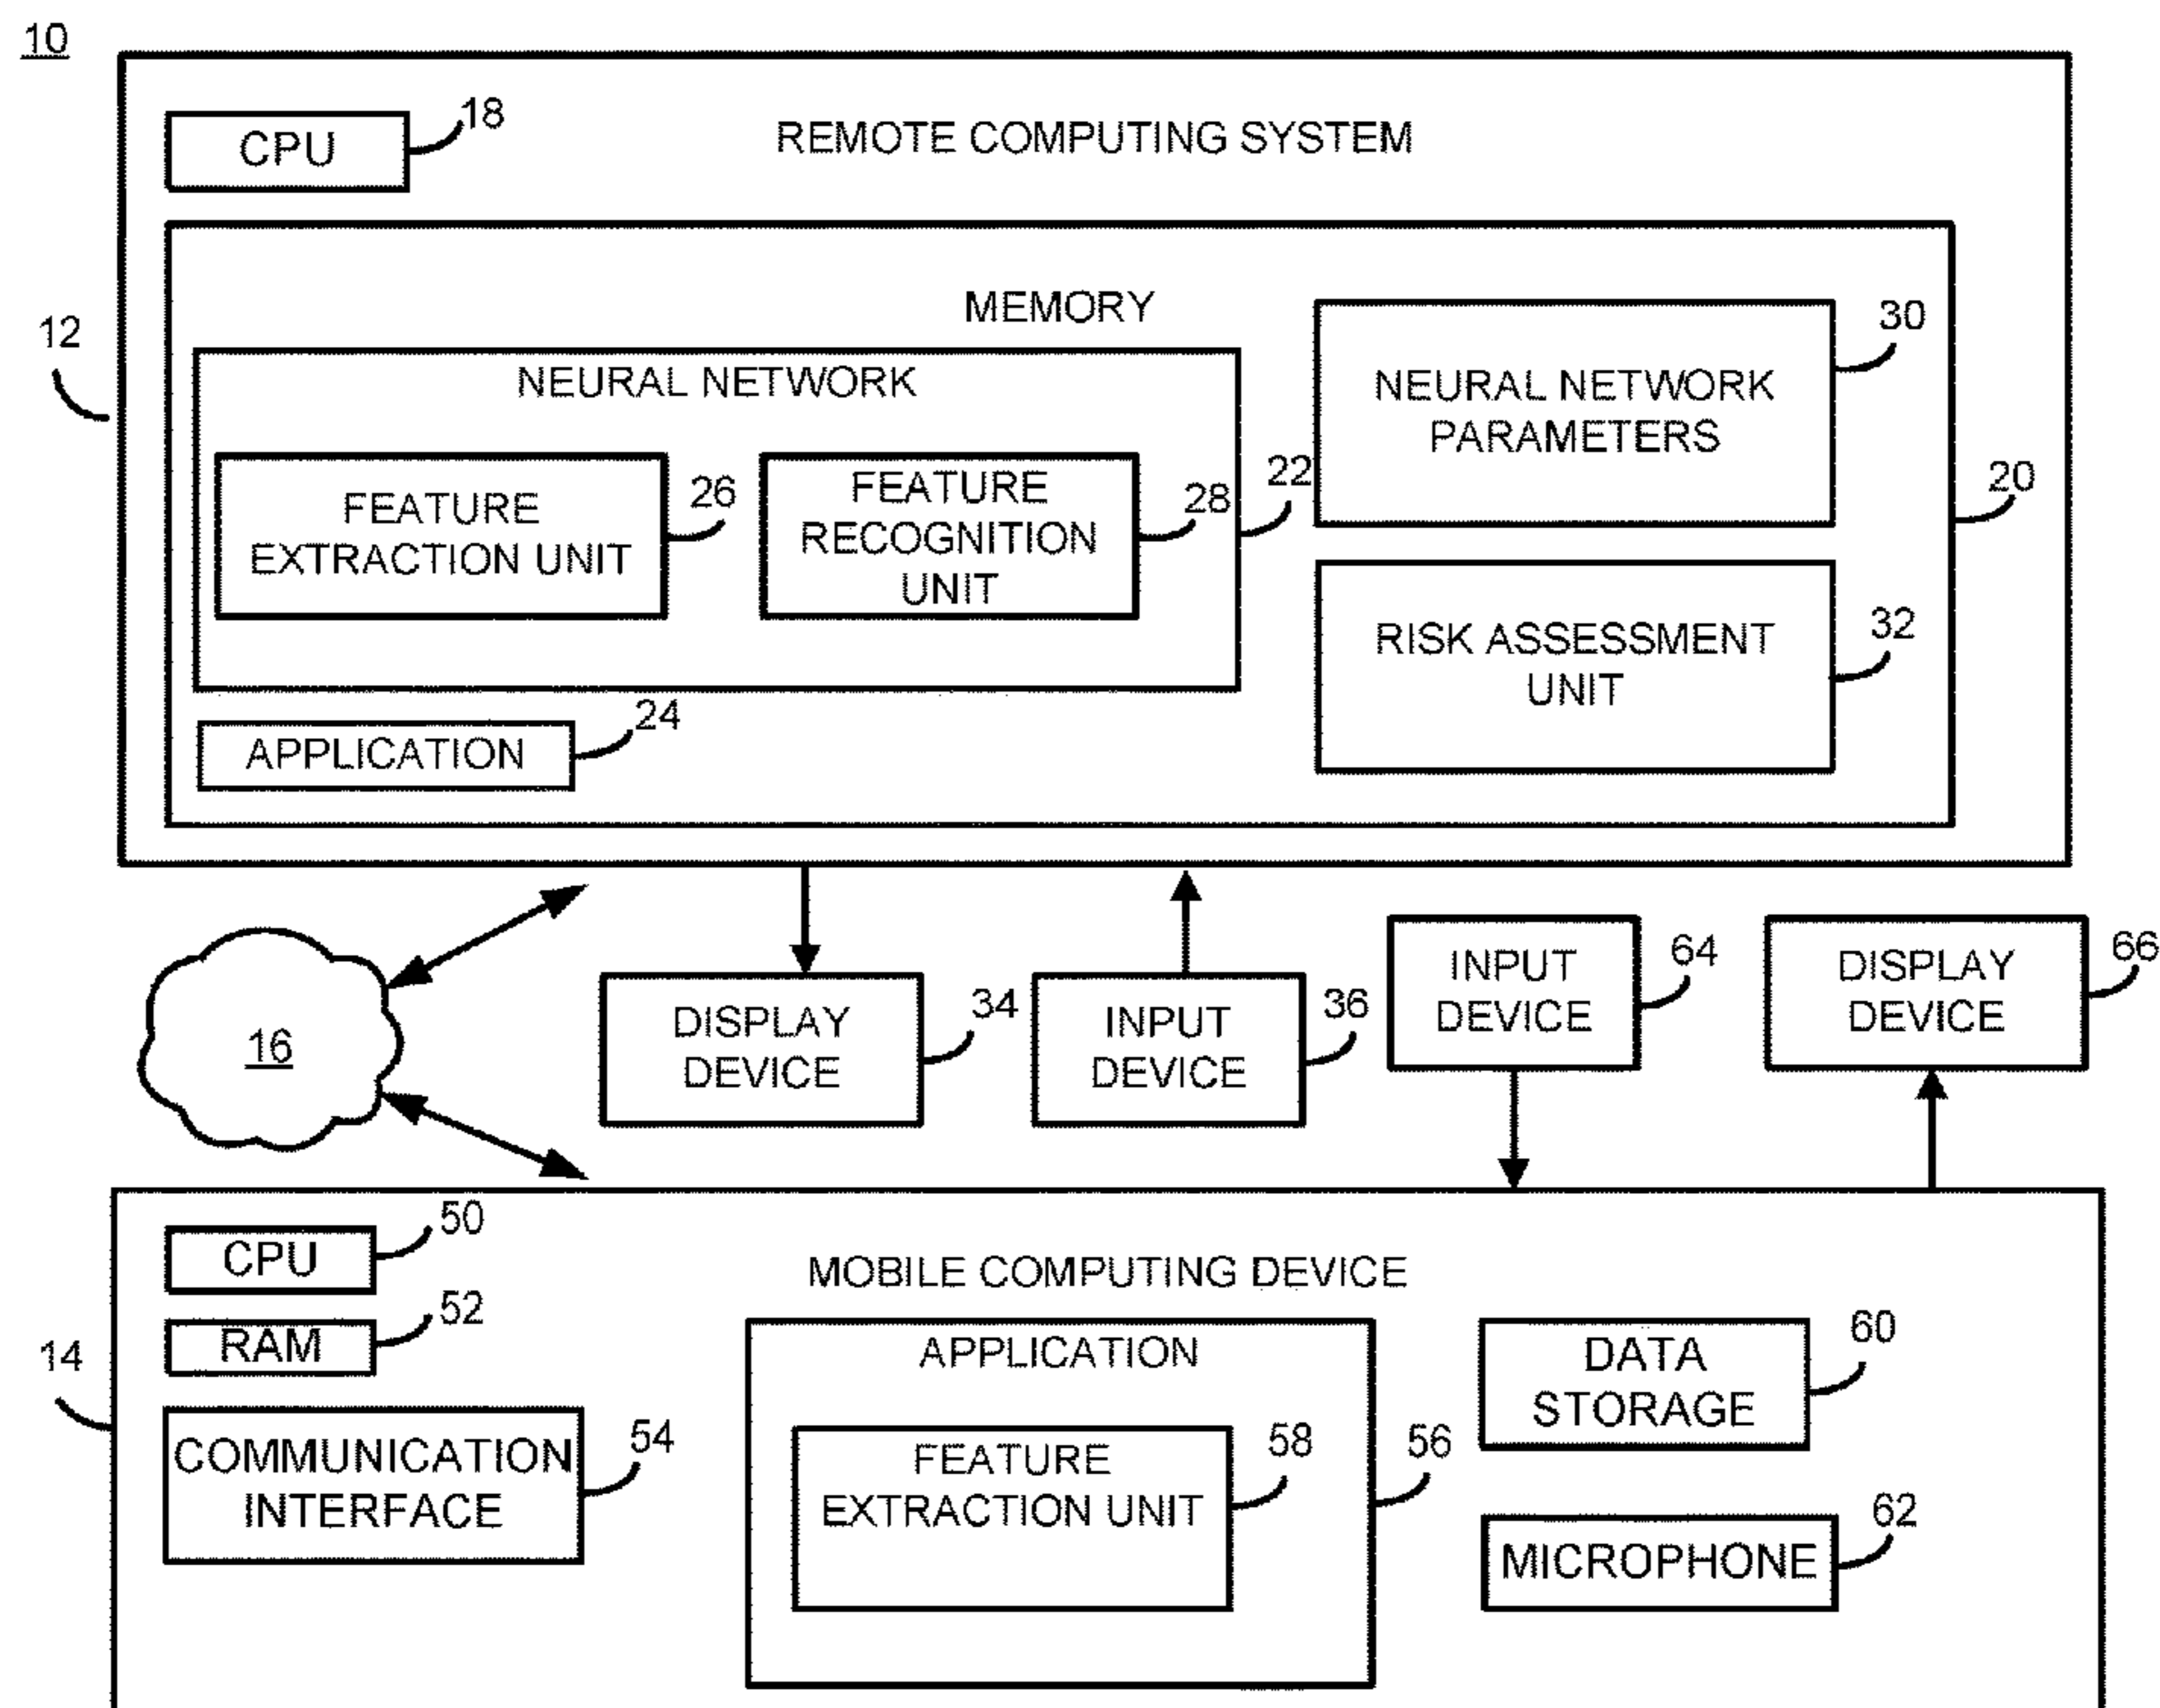 10
CPU
18
REMOTE COMPUTING SYSTEM
12
MEMORY
NEURAL NETWORK
FEATURE
EXTRACTION UNIT
26
FEATURE
RECOGNITION
UNIT
28
22
NEURAL NETWORK
PARAMETERS
30
20
RISK ASSESSMENT
UNIT
32
APPLICATION
24
16
DISPLAY
DEVICE
34
INPUT
DEVICE
36
INPUT
DEVICE
64
DISPLAY
DEVICE
66
14
CPU
50
MOBILE COMPUTING DEVICE
RAM
52
COMMUNICATION
INTERFACE
54
APPLICATION
FEATURE
EXTRACTION UNIT
58
56
DATA
STORAGE
60
MICROPHONE
62